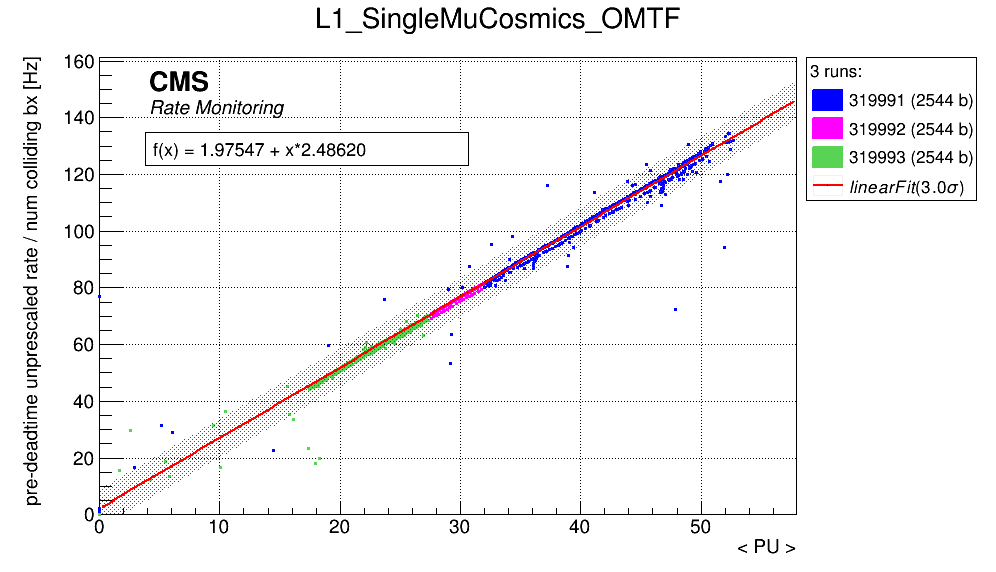 L1_SingleMuCosmics_OMTF
pre-deadtime unprescaled rate / num colliding bx [Hz]
160
140
120
100
80
60
40
20
0
CMS
Rate Monitoring
f(x) = 1.97547 + x*2.48620
3 runs:
319991 (2544 b)
319992 (2544 b)
319993 (2544 b)
linearFit(3.0σ)
0 10 20 30 40 50
< PU >